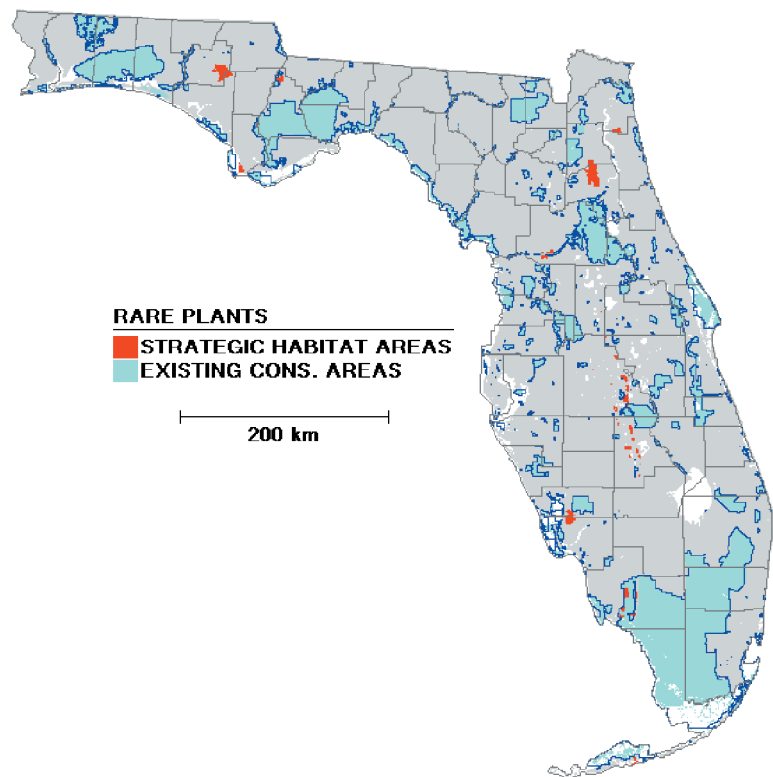 RARE PLANTS
STRATEGIC HABITAT AREAS
EXISTING CONS. AREAS
200 km